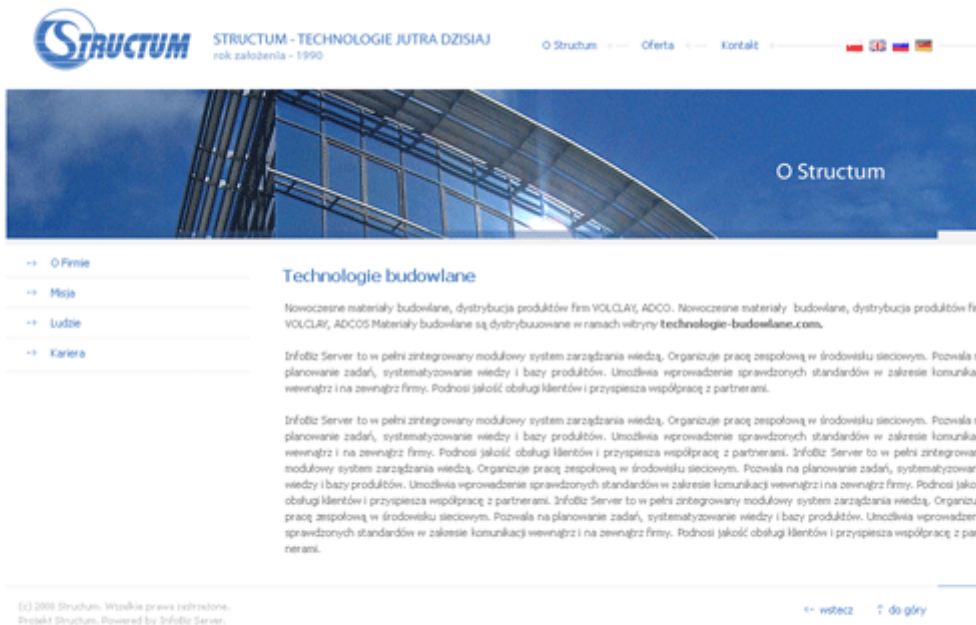 STRUCTUM
STRUCTUM - TECHNOLOGIE JUTRA DZISIAJ
rok założenia - 1990
O Structum
Oferta
Kontakt
O Structum
O Firmie
Misja
Ludzie
Kariera
Technologie budowlane
Nowoczesne materiały budowlane, dystrybucja produktów firm VOLCLAY, ADCO. Nowoczesne materiały budowlane, dystrybucja produktów
VOLCLAY, ADCOS Materiały budowlane są dystrybuuowane w ramach witryny technologie-budowlane.com.
InfoBiz Server to w pełni zintegrowany modułowy system zarządzania wiedzą. Organizuje pracę zespołową w środowisku sieciowym. Pozwala
planowanie zadań, systematyzowanie wiedzy i bazy produktów. Umożliwia wprowadzenie sprawdzonych standardów w zakresie komunika
wewnątrz i na zewnątrz firmy. Podnosi jakość obsługi klientów i przyspiesza współpracę z partnerami.
InfoBiz Server to w pełni zintegrowany modułowy system zarządzania wiedzą. Organizuje pracę zespołową w środowisku sieciowym. Pozwala
planowanie zadań, systematyzowanie wiedzy i bazy produktów. Umożliwia wprowadzenie sprawdzonych standardów w zakresie komunika
wewnątrz i na zewnątrz firmy. Podnosi jakość obsługi klientów i przyspiesza współpracę z partnerami. InfoBiz Server to w pełni zintegrowan
modułowy system zarządzania wiedzą. Organizuje pracę zespołową w środowisku sieciowym. Pozwala na planowanie zadań, systematyzowan
wiedzy i bazy produktów. Umożliwia wprowadzenie sprawdzonych standardów w zakresie komunikacji wewnątrz i na zewnątrz firmy. Podnosi jako
obsługi klientów i przyspiesza współpracę z partnerami. InfoBiz Server to w pełni zintegrowany modułowy system zarządzania wiedzą. Organizu
pracę zespołową w środowisku sieciowym. Pozwala na planowanie zadań, systematyzowanie wiedzy i bazy produktów. Umożliwia wprowadzen
sprawdzonych standardów w zakresie komunikacji wewnątrz i na zewnątrz firmy. Podnosi jakość obsługi klientów i przyspiesza współpracę z par
nerami.
(c) 2008 Structum. Wszelkie prawa zastrzeżone.
Projekt Structum. Powered by InfoBiz Server.
<- wstecz
↑ do góry